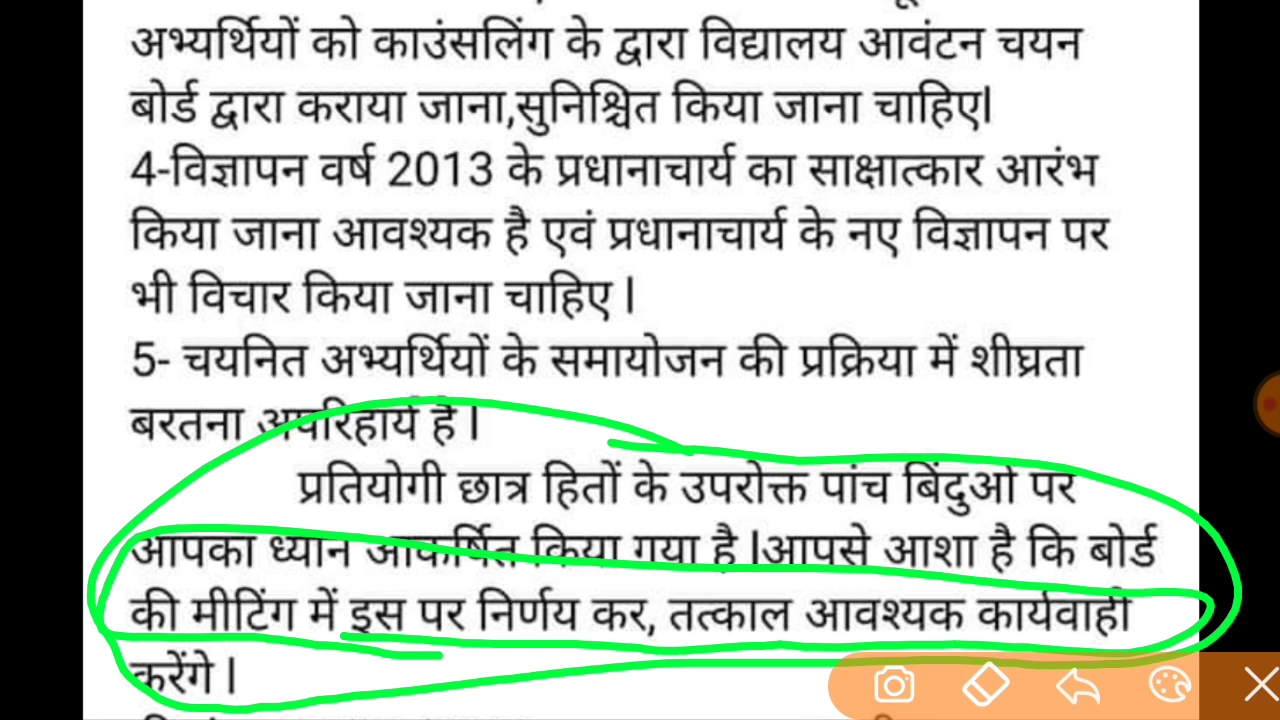 अभ्यर्थियों को काउंसलिंग के द्वारा विद्यालय आवंटन चयन
बोर्ड द्वारा कराया जाना,सुनिश्चित किया जाना चाहिए।
4-विज्ञापन वर्ष 2013 के प्रधानाचार्य का साक्षात्कार आरंभ
किया जाना आवश्यक है एवं प्रधानाचार्य के नए विज्ञापन पर
भी विचार किया जाना चाहिए ।
5- चयनित अभ्यर्थियों के समायोजन की प्रक्रिया में शीघ्रता
बरतना अपरिहार्य है ।
प्रतियोगी छात्र हितों के उपरोक्त पांच बिंदुओं पर
आपका ध्यान आकर्षित किया गया है ।आपसे आशा है कि बोर्ड
की मीटिंग में इस पर निर्णय कर, तत्काल आवश्यक कार्यवाही
करेंगे ।